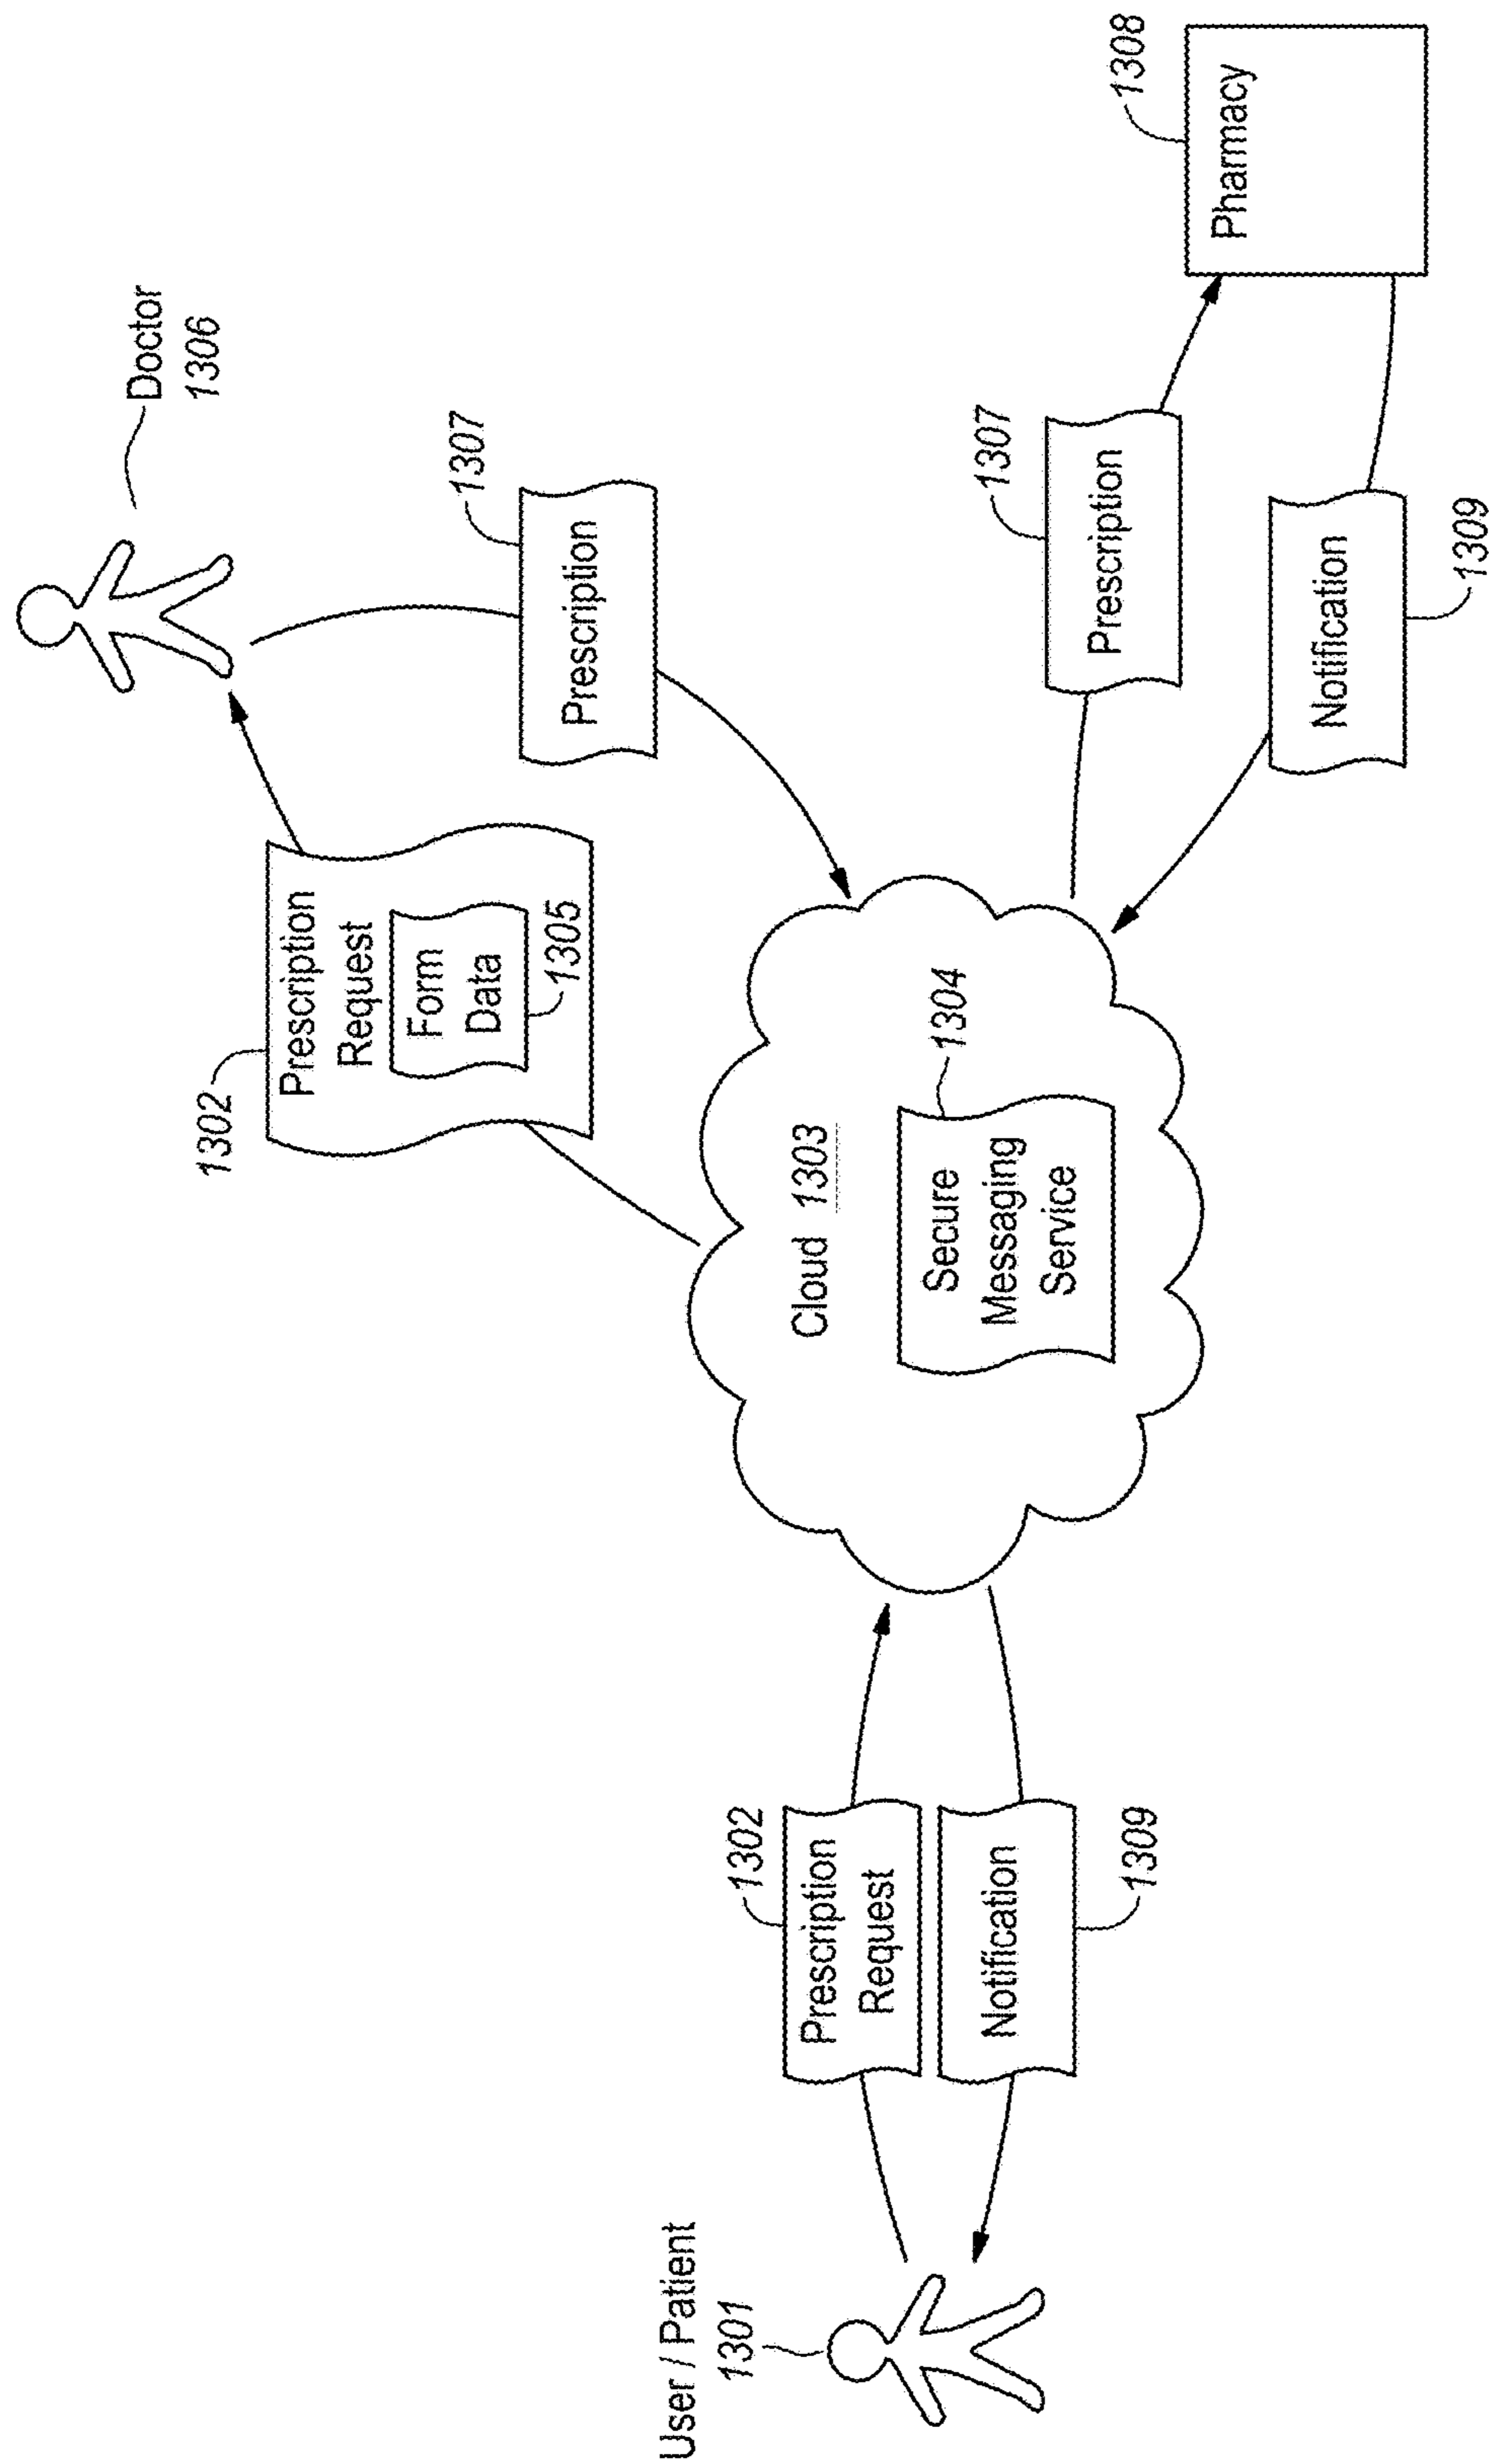 User / Patient
1301
1302
Prescription
Request
Notification
1309
Cloud 1303
Secure
Messaging
Service
1304
1302
Prescription
Request
Form
Data
1305
Doctor
1306
1307
Prescription
1307
Prescription
Notification
1309
1308
Pharmacy